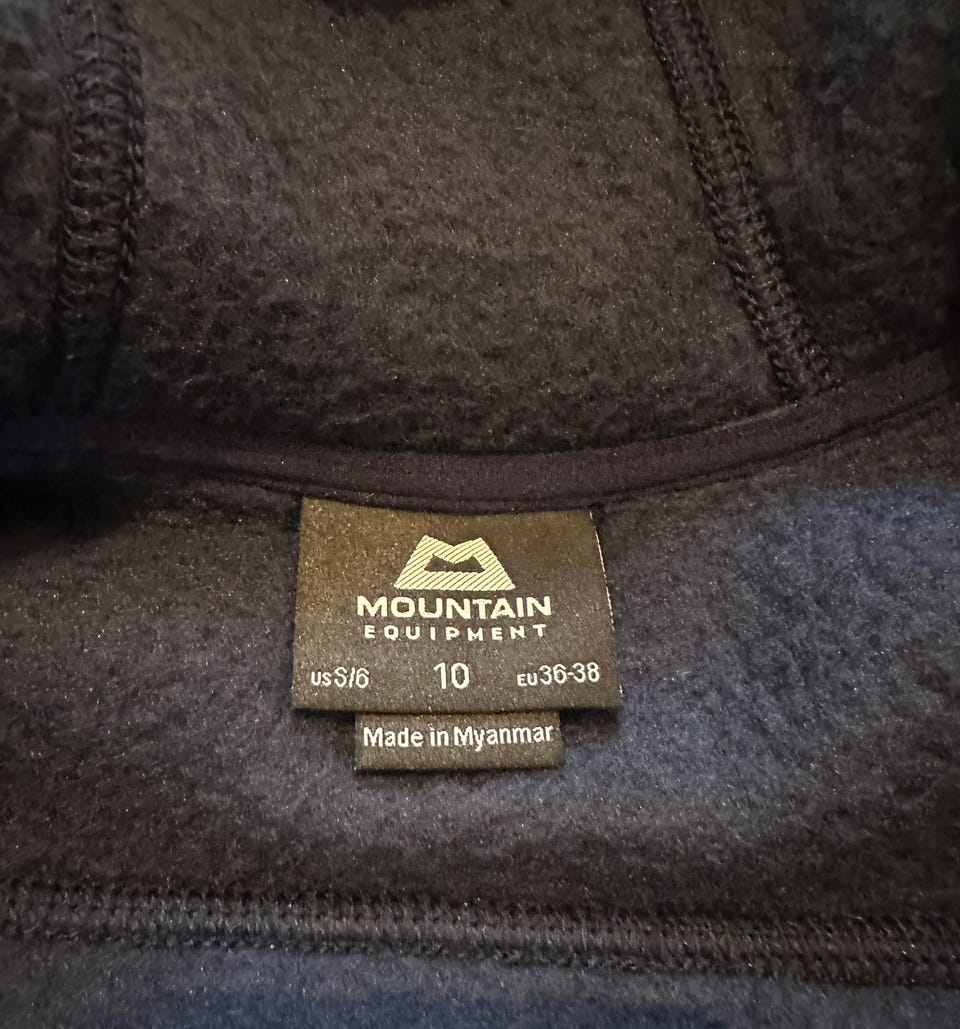 MOUNTAIN
EQUIPMENT
US S/6 10 EU 36-38
Made in Myanmar